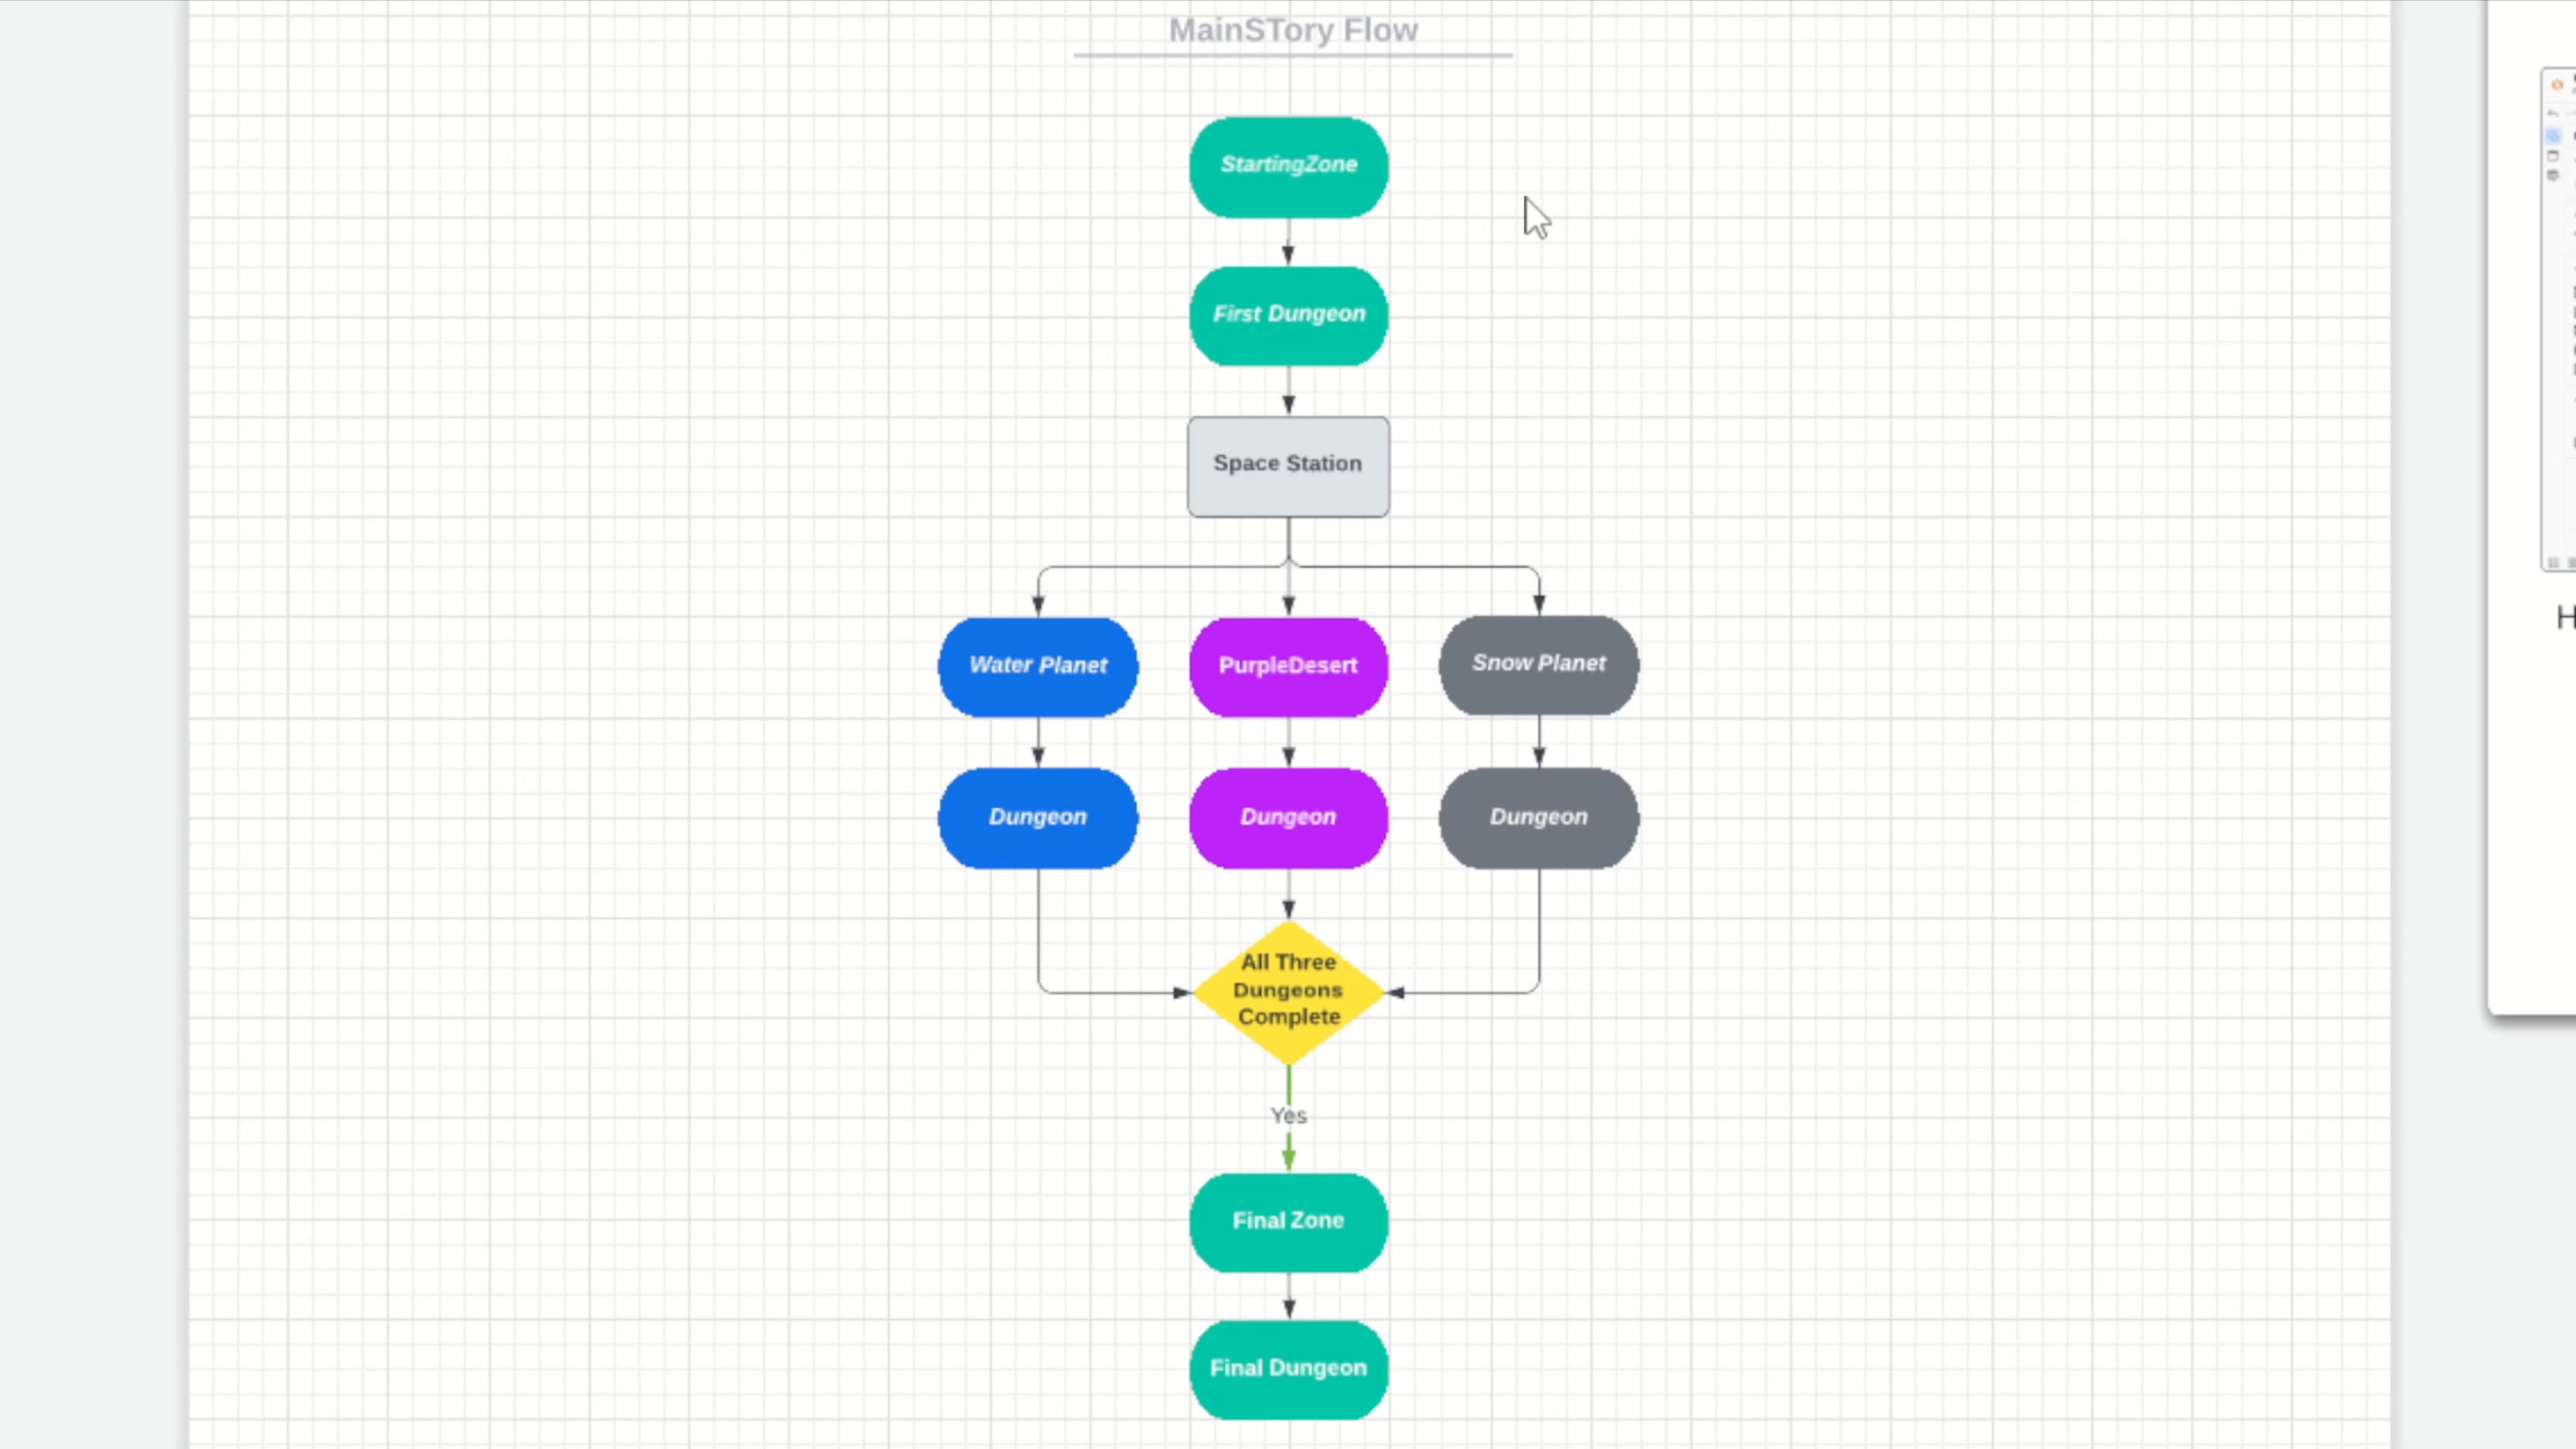 MainSTory Flow
StartingZone
First Dungeon
Space Station
Water Planet
PurpleDesert
Snow Planet
Dungeon
Dungeon
Dungeon
All Three
Dungeons
Complete
Yes
Final Zone
Final Dungeon